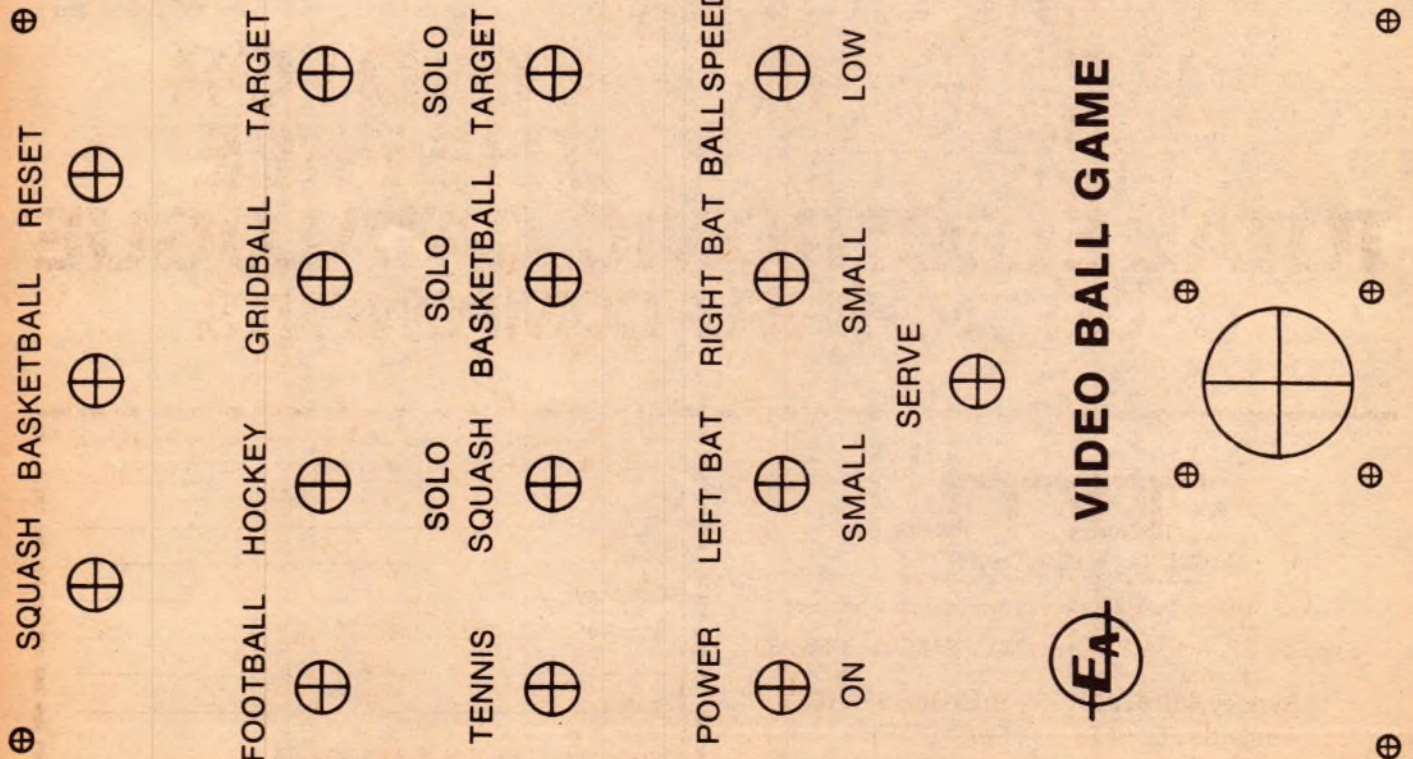 SQUASH BASKETBALL RESET
FOOTBALL HOCKEY GRIDBALL TARGET
SOLO SOLO SOLO
TENNIS SQUASH BASKETBALL TARGET
POWER LEFT BAT RIGHT BAT BALL SPEED
ON SMALL SMALL LOW
SERVE
EA VIDEO BALL GAME